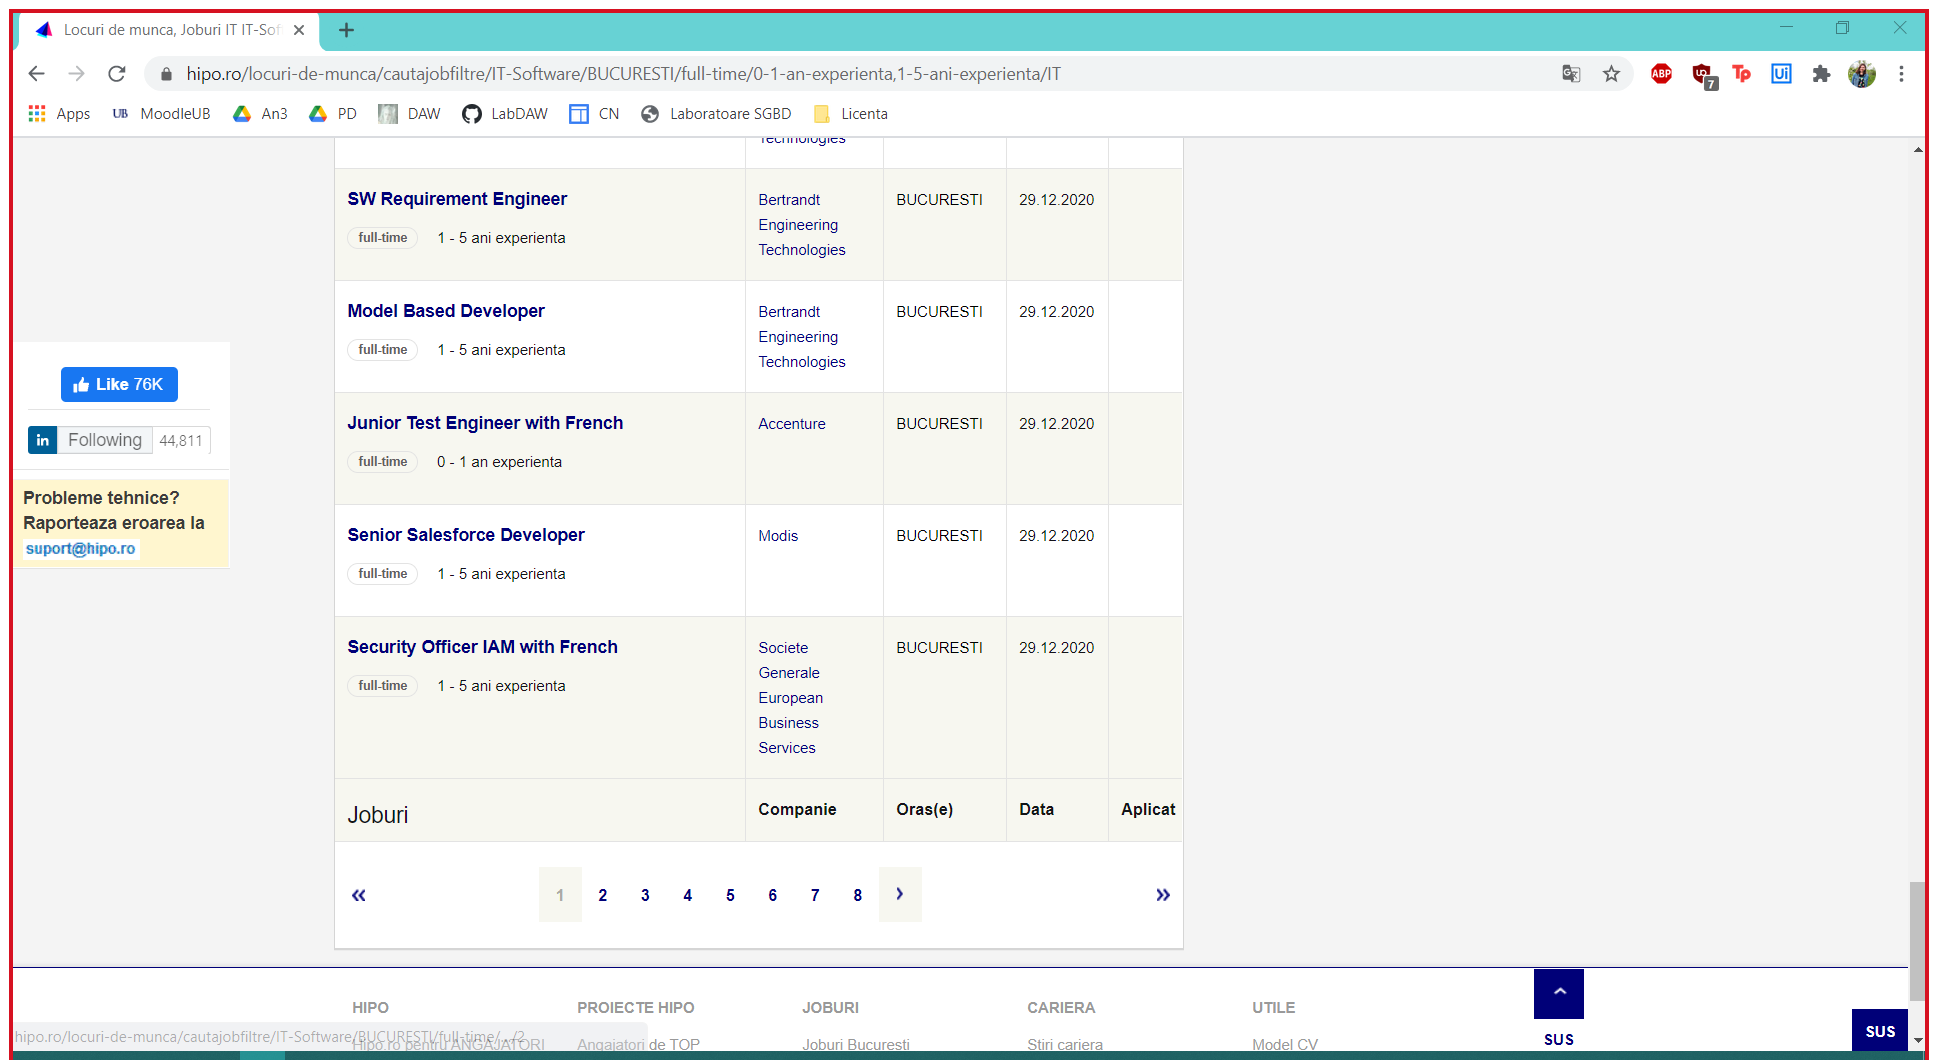 Locuri de munca, Joburi IT IT-Sof
hipo.ro/locuri-de-munca/cautajobfiltre/IT-Software/BUCURESTI/full-time/0-1-an-experienta,1-5-ani-experienta/IT
ABP
7
Tp
Ui
Apps
UB MoodleUB
An3
PD
DAW
LabDAW
CN
Laboratoare SGBD
Licenta
Technologies
SW Requirement Engineer
full-time 1 - 5 ani experienta
Bertrandt
Engineering
Technologies
BUCURESTI
29.12.2020
Model Based Developer
full-time 1 - 5 ani experienta
Bertrandt
Engineering
Technologies
BUCURESTI
29.12.2020
Like 76K
in Following 44,811
Probleme tehnice?
Raporteaza eroarea la
suport@hipo.ro
Junior Test Engineer with French
full-time 0 - 1 an experienta
Accenture
BUCURESTI
29.12.2020
Senior Salesforce Developer
full-time 1 - 5 ani experienta
Modis
BUCURESTI
29.12.2020
Security Officer IAM with French
full-time 1 - 5 ani experienta
Societe
Generale
European
Business
Services
BUCURESTI
29.12.2020
Joburi Companie Oras(e) Data Aplicat
« 1 2 3 4 5 6 7 8 › »
HIPO PROIECTE HIPO JOBURI CARIERA UTILE
Hipo.ro pentru ANGAJATORI Angajatori de TOP Joburi Bucuresti Stiri cariera Model CV
SUS
SUS
hipo.ro/locuri-de-munca/cautajobfiltre/IT-Software/BUCURESTI/full-time/.../2